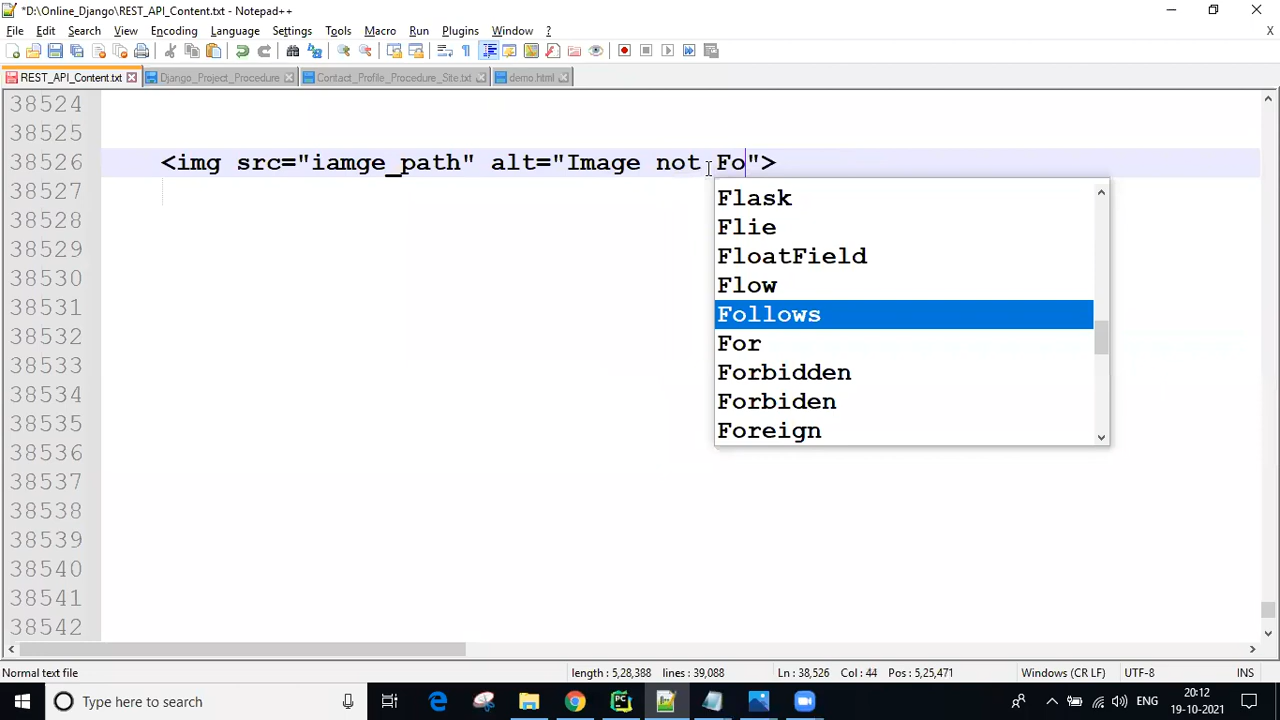 *D:\Online_Django\REST_API_Content.txt - Notepad++
File Edit Search View Encoding Language Settings Tools Macro Run Plugins Window ? X
REST_API_Content.txt Django_Project_Procedure Contact_Profile_Procedure_Site.txt demo.html
38524
38525
38526 <img src="iamge_path" alt="Image not Fo">
38527
Flask
38528
Flie
38529
FloatField
38530
Flow
38531
Follows
38532
For
38533
Forbidden
38534
Forbiden
38535
Foreign
38536
38537
38538
38539
38540
38541
38542
Normal text file length : 5,28,388 lines : 39,088 Ln : 38,526 Col : 44 Pos : 5,25,471 Windows (CR LF) UTF-8 INS
Type here to search ENG 20:12
19-10-2021